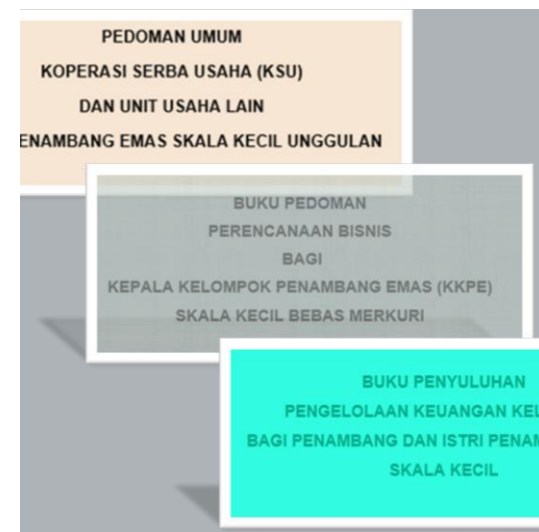 PEDOMAN UMUM
KOPERASI SERBA USAHA (KSU)
DAN UNIT USAHA LAIN
ENAMBANG EMAS SKALA KECIL UNGGULAN
BUKU PEDOMAN
PERENCANAAN BISNIS
BAGI
KEPALA KELOMPOK PENAMBANG EMAS (KKPE)
SKALA KECIL BEBAS MERKURI
BUKU PENYULUHAN
PENGELOLAAN KEUANGAN KEL
BAGI PENAMBANG DAN ISTRI PENAM
SKALA KECIL